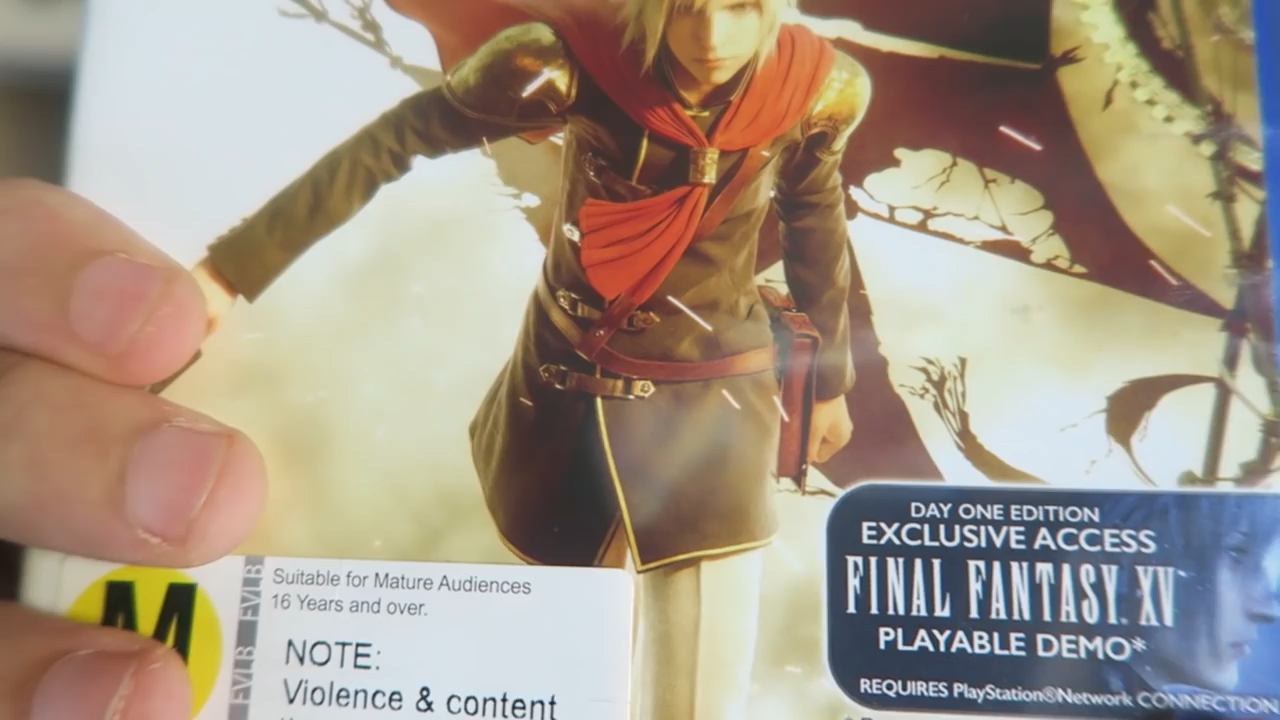 DAY ONE EDITION
EXCLUSIVE ACCESS
FINAL FANTASY XV
PLAYABLE DEMO*
REQUIRES PlayStation®Network CONNECTION
M
Suitable for Mature Audiences
16 Years and over.
NOTE:
Violence & content